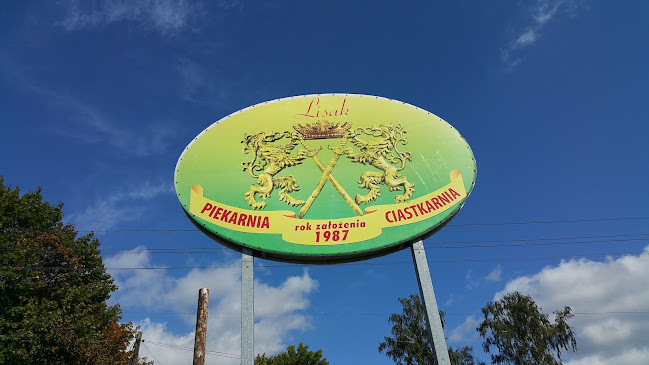 Lisak
PIEKARNIA
CIASTKARNIA
rok założenia
1987